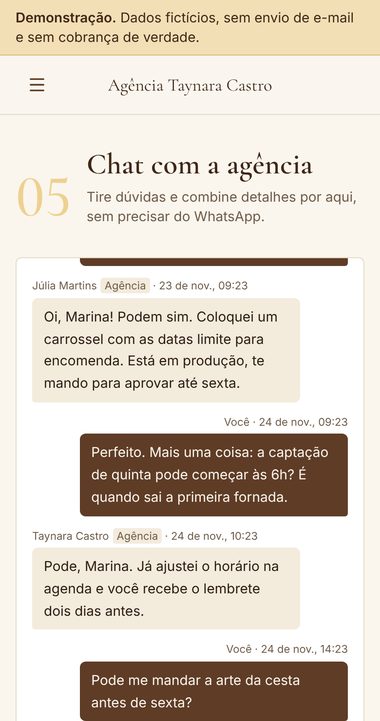 Demonstração. Dados fictícios, sem envio de e-mail
e sem cobrança de verdade.
Agência Taynara Castro
05
Chat com a agência
Tire dúvidas e combine detalhes por aqui,
sem precisar do WhatsApp.
Júlia Martins Agência · 23 de nov., 09:23
Oi, Marina! Podem sim. Coloquei um
carrossel com as datas limite para
encomenda. Está em produção, te
mando para aprovar até sexta.
Você · 24 de nov., 09:23
Perfeito. Mais uma coisa: a captação
de quinta pode começar às 6h? É
quando sai a primeira fornada.
Taynara Castro Agência · 24 de nov., 10:23
Pode, Marina. Já ajustei o horário na
agenda e você recebe o lembrete
dois dias antes.
Você · 24 de nov., 14:23
Pode me mandar a arte da cesta
antes de sexta?